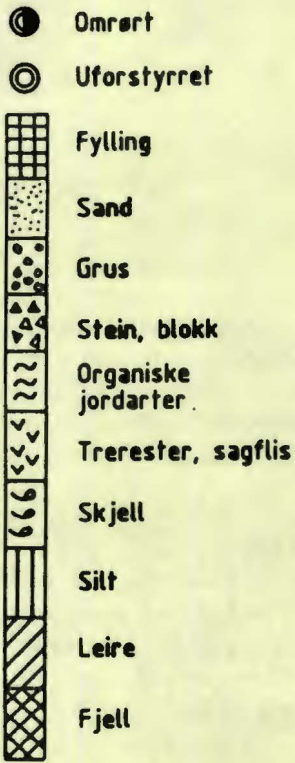 Omrørt
Uforstyrret
Fylling
Sand
Grus
Stein, blokk
Organiske
jordarter.
Trerester, sagflis
Skjell
Silt
Leire
Fjell